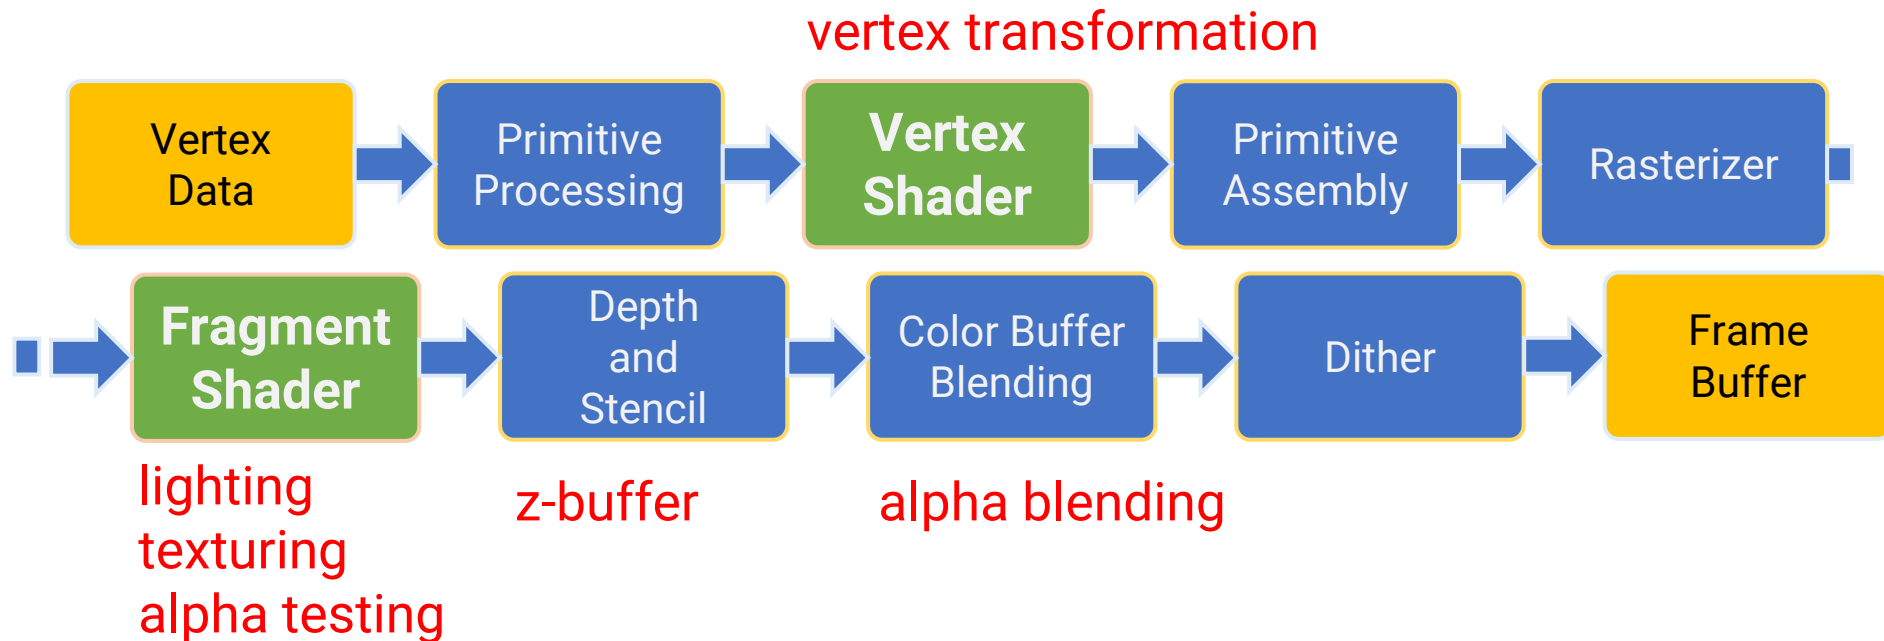 vertex transformation
Vertex
Data
Primitive
Processing
Vertex
Shader
Primitive
Assembly
Rasterizer
Fragment
Shader
Depth
and
Stencil
Color Buffer
Blending
Dither
Frame
Buffer
lighting
texturing
alpha testing
z-buffer
alpha blending